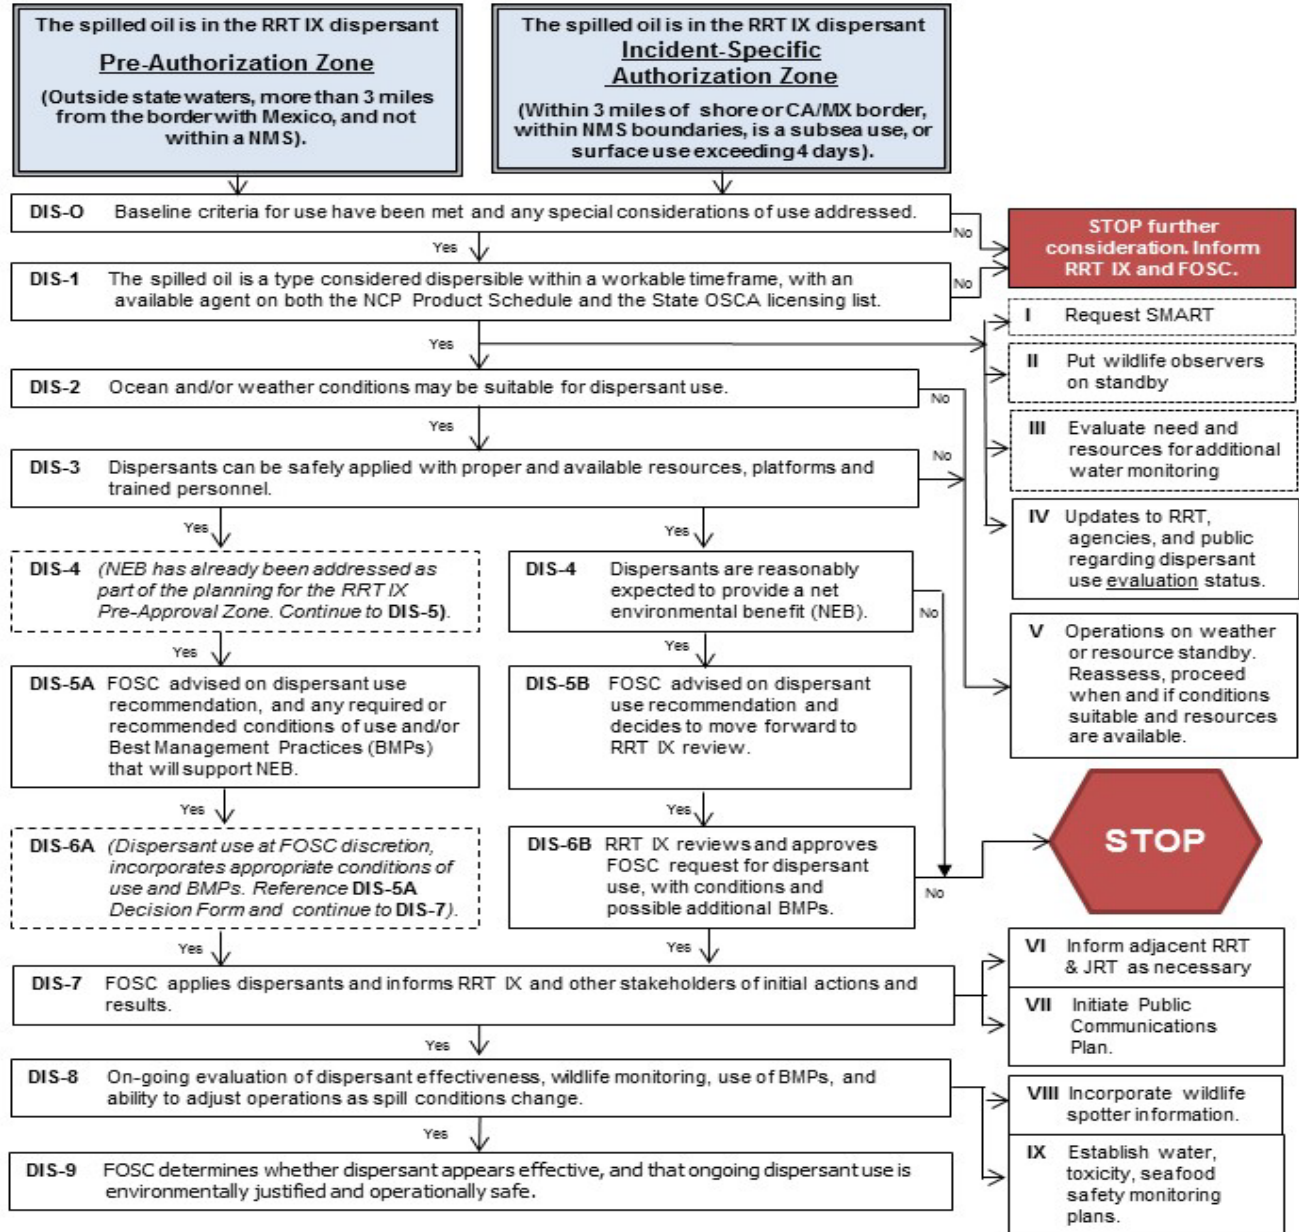 The spilled oil is in the RRT IX dispersant
Pre-Authorization Zone
(Outside state waters, more than 3 miles
from the border with Mexico, and not
within a NMS).
The spilled oil is in the RRT IX dispersant
Incident-Specific
Authorization Zone
(Within 3 miles of shore or CA/MX border,
within NMS boundaries, is a subsea use, or
surface use exceeding 4 days).
DIS-O Baseline criteria for use have been met and any special considerations of use addressed.
No
Yes
STOP further
consideration. Inform
RRT IX and FOSC.
DIS-1 The spilled oil is a type considered dispersible within a workable timeframe, with an
available agent on both the NCP Product Schedule and the State OSCA licensing list.
No
Yes
I Request SMART
II Put wildlife observers
on standby
III Evaluate need and
resources for additional
water monitoring
IV Updates to RRT,
agencies, and public
regarding dispersant
use evaluation status.
DIS-2 Ocean and/or weather conditions may be suitable for dispersant use.
No
Yes
DIS-3 Dispersants can be safely applied with proper and available resources, platforms and
trained personnel.
No
Yes
Yes
V Operations on weather
or resource standby.
Reassess, proceed
when and if conditions
suitable and resources
are available.
DIS-4 (NEB has already been addressed as
part of the planning for the RRT IX
Pre-Approval Zone. Continue to DIS-5).
Yes
DIS-4 Dispersants are reasonably
expected to provide a net
environmental benefit (NEB).
No
Yes
DIS-5A FOSC advised on dispersant use
recommendation, and any required or
recommended conditions of use and/or
Best Management Practices (BMPs)
that will support NEB.
Yes
DIS-5B FOSC advised on dispersant
use recommendation and
decides to move forward to
RRT IX review.
Yes
DIS-6A (Dispersant use at FOSC discretion,
incorporates appropriate conditions of
use and BMPs. Reference DIS-5A
Decision Form and continue to DIS-7).
Yes
DIS-6B RRT IX reviews and approves
FOSC request for dispersant
use, with conditions and
possible additional BMPs.
No
Yes
STOP
DIS-7 FOSC applies dispersants and informs RRT IX and other stakeholders of initial actions and
results.
Yes
VI Inform adjacent RRT
& JRT as necessary
VII Initiate Public
Communications
Plan.
DIS-8 On-going evaluation of dispersant effectiveness, wildlife monitoring, use of BMPs, and
ability to adjust operations as spill conditions change.
Yes
VIII Incorporate wildlife
spotter information.
IX Establish water,
toxicity, seafood
safety monitoring
plans.
DIS-9 FOSC determines whether dispersant appears effective, and that ongoing dispersant use is
environmentally justified and operationally safe.